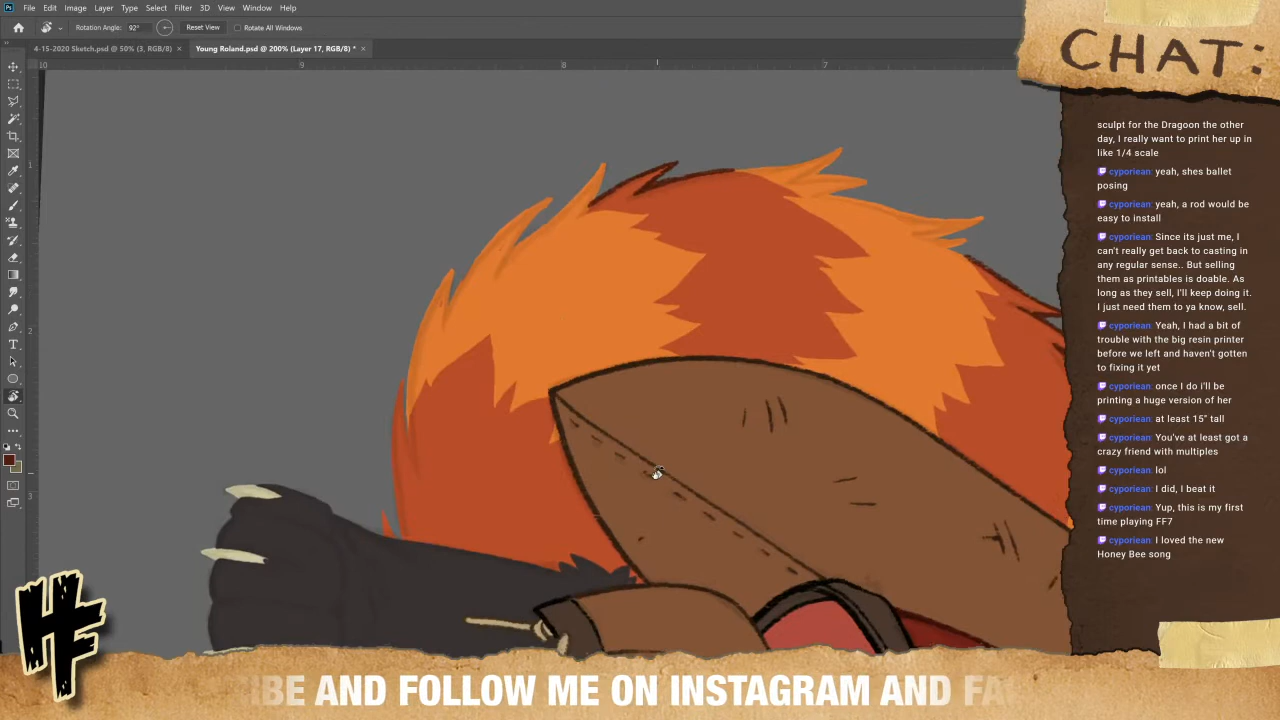 Ps File Edit Image Layer Type Select Filter 3D View Window Help
Rotation Angle: 92° Reset View Rotate All Windows
4-15-2020 Sketch.psd @ 50% (3, RGB/8) × Young Roland.psd @ 200% (Layer 17, RGB/8) * ×
10 9 8 7
1
2
3
CHAT:
sculpt for the Dragoon the other
day, I really want to print her up in
like 1/4 scale
cyporiean: yeah, shes ballet
posing
cyporiean: yeah, a rod would be
easy to install
cyporiean: Since its just me, I
can't really get back to casting in
any regular sense.. But selling
them as printables is doable. As
long as they sell, I'll keep doing it.
I just need them to ya know, sell.
cyporiean: Yeah, I had a bit of
trouble with the big resin printer
before we left and haven't gotten
to fixing it yet
cyporiean: once I do i'll be
printing a huge version of her
cyporiean: at least 15" tall
cyporiean: You've at least got a
crazy friend with multiples
cyporiean: lol
cyporiean: I did, I beat it
cyporiean: Yup, this is my first
time playing FF7
cyporiean: I loved the new
Honey Bee song
HF
IBE AND FOLLOW ME ON INSTAGRAM AND FA